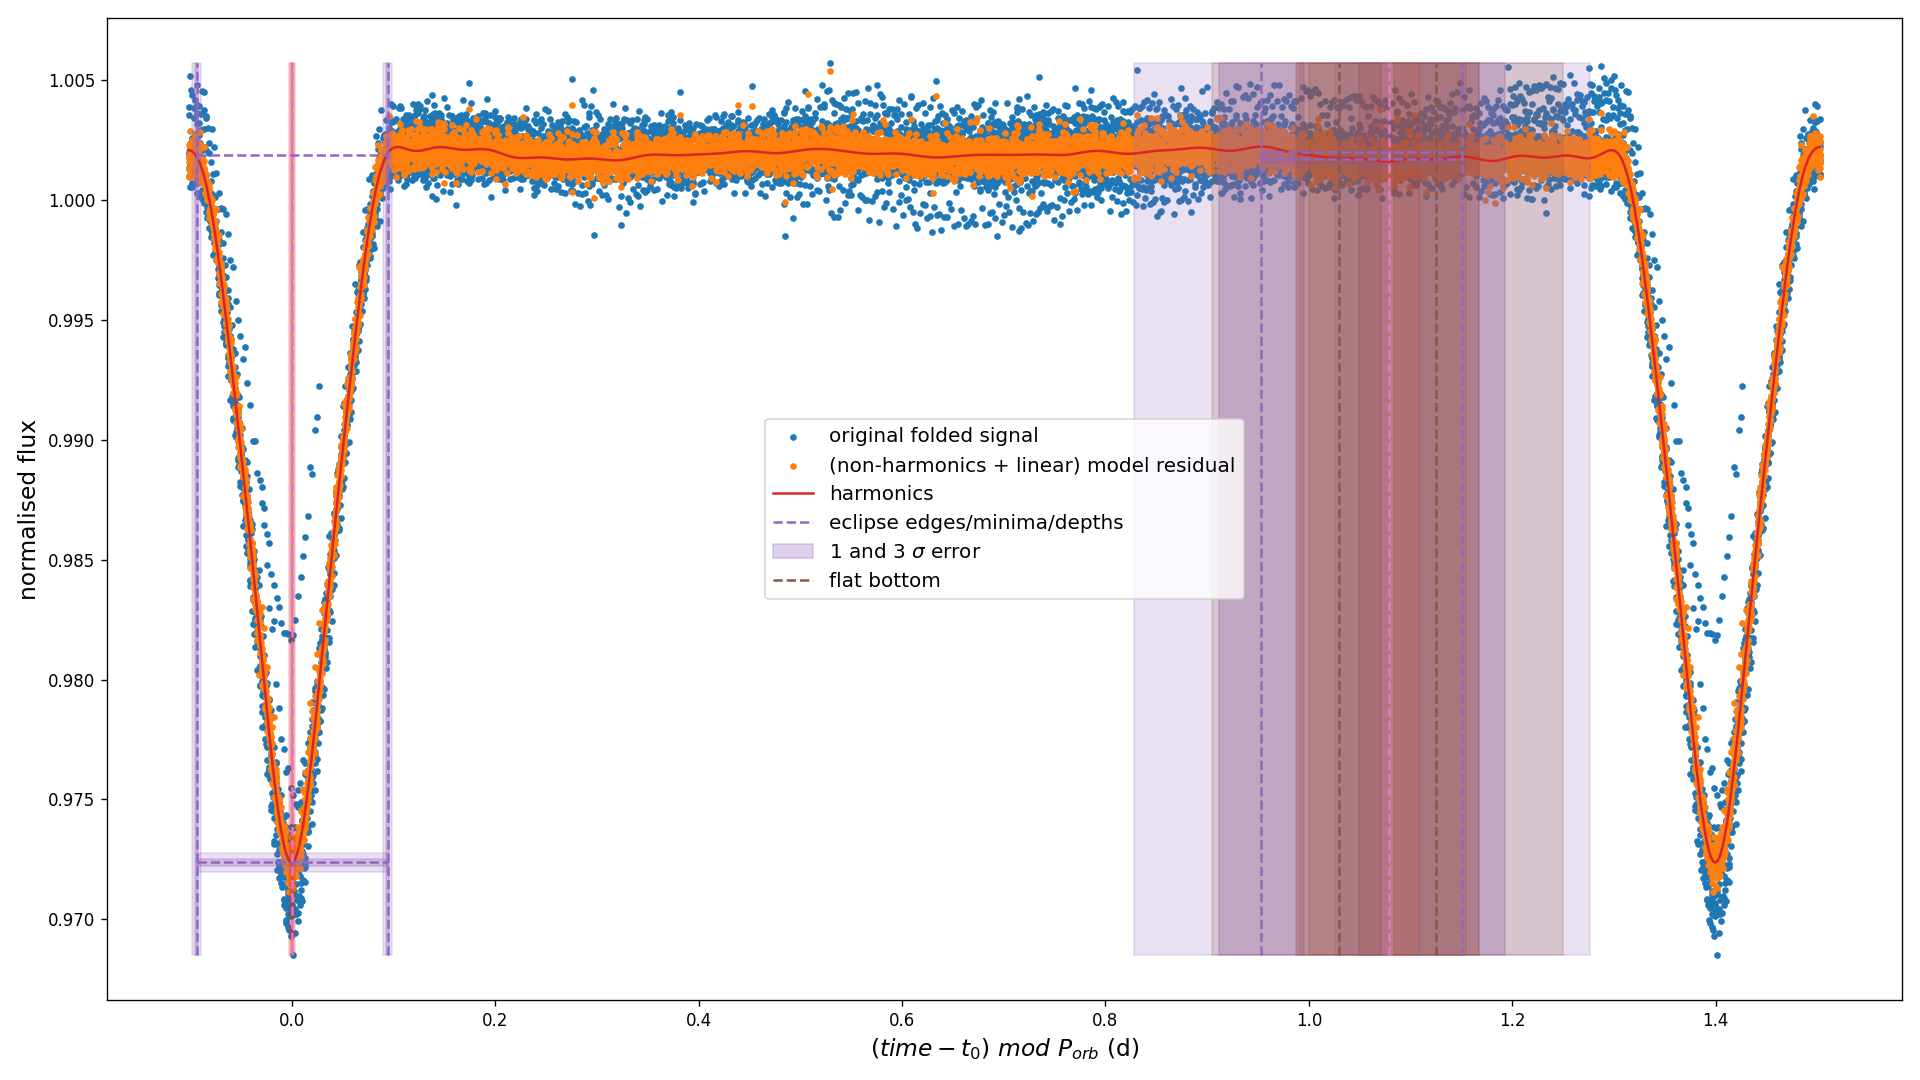 1.005
1.000
0.995
0.990
0.985
0.980
0.975
0.970
normalised flux
original folded signal
(non-harmonics + linear) model residual
harmonics
eclipse edges/minima/depths
1 and 3 σ error
flat bottom
0.0 0.2 0.4 0.6 0.8 1.0 1.2 1.4
(time − t₀) mod P_orb (d)